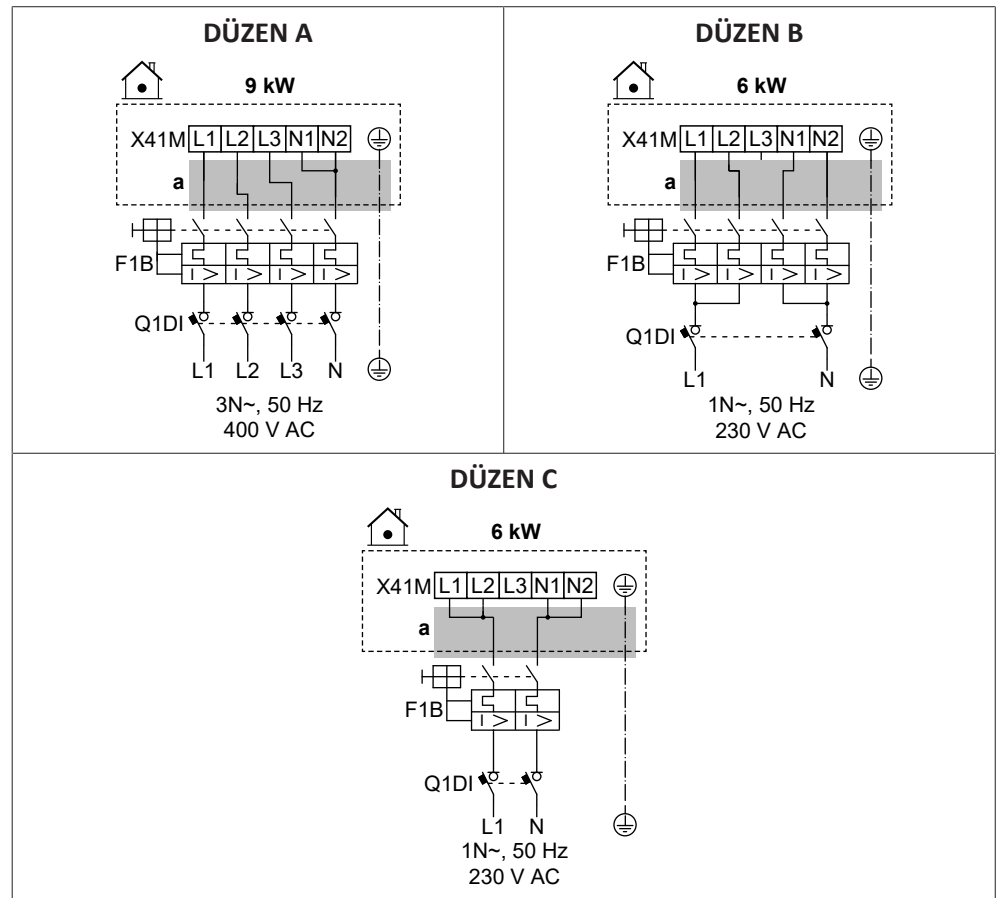 DÜZEN A
9 kW
X41M L1 L2 L3 N1 N2
a
F1B
I > I > I > I >
Q1DI
L1 L2 L3 N
3N~, 50 Hz
400 V AC
DÜZEN B
6 kW
X41M L1 L2 L3 N1 N2
a
F1B
I > I > I > I >
Q1DI
L1 N
1N~, 50 Hz
230 V AC
DÜZEN C
6 kW
X41M L1 L2 L3 N1 N2
a
F1B
I > I >
Q1DI
L1 N
1N~, 50 Hz
230 V AC